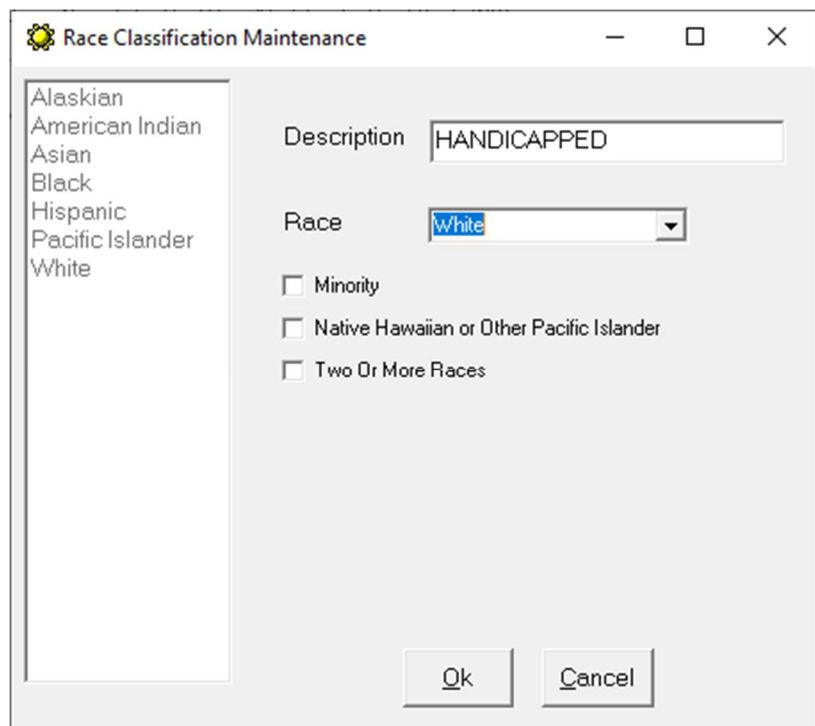 Race Classification Maintenance
Alaskian
American Indian
Asian
Black
Hispanic
Pacific Islander
White
Description HANDICAPPED
Race White
Minority
Native Hawaiian or Other Pacific Islander
Two Or More Races
Ok Cancel